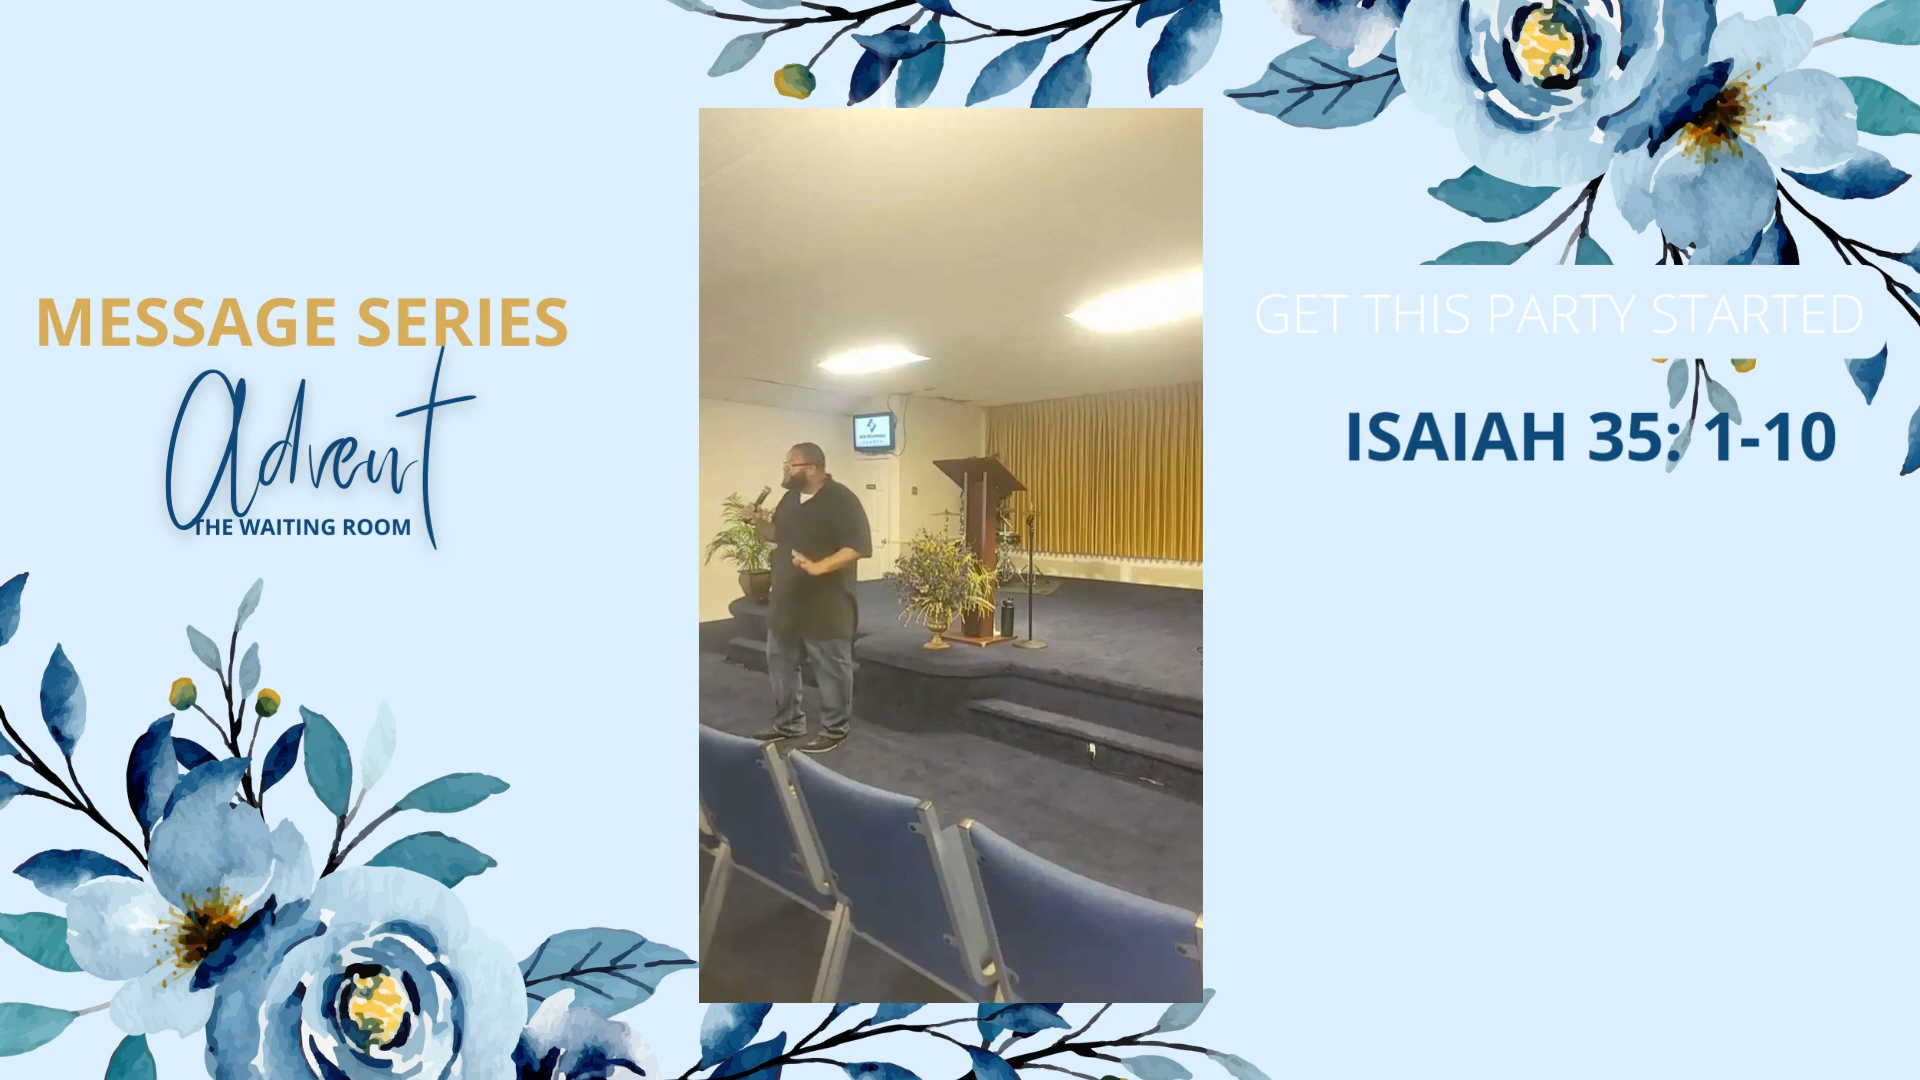 MESSAGE SERIES
Advent
THE WAITING ROOM
GET THIS PARTY STARTED
ISAIAH 35: 1-10